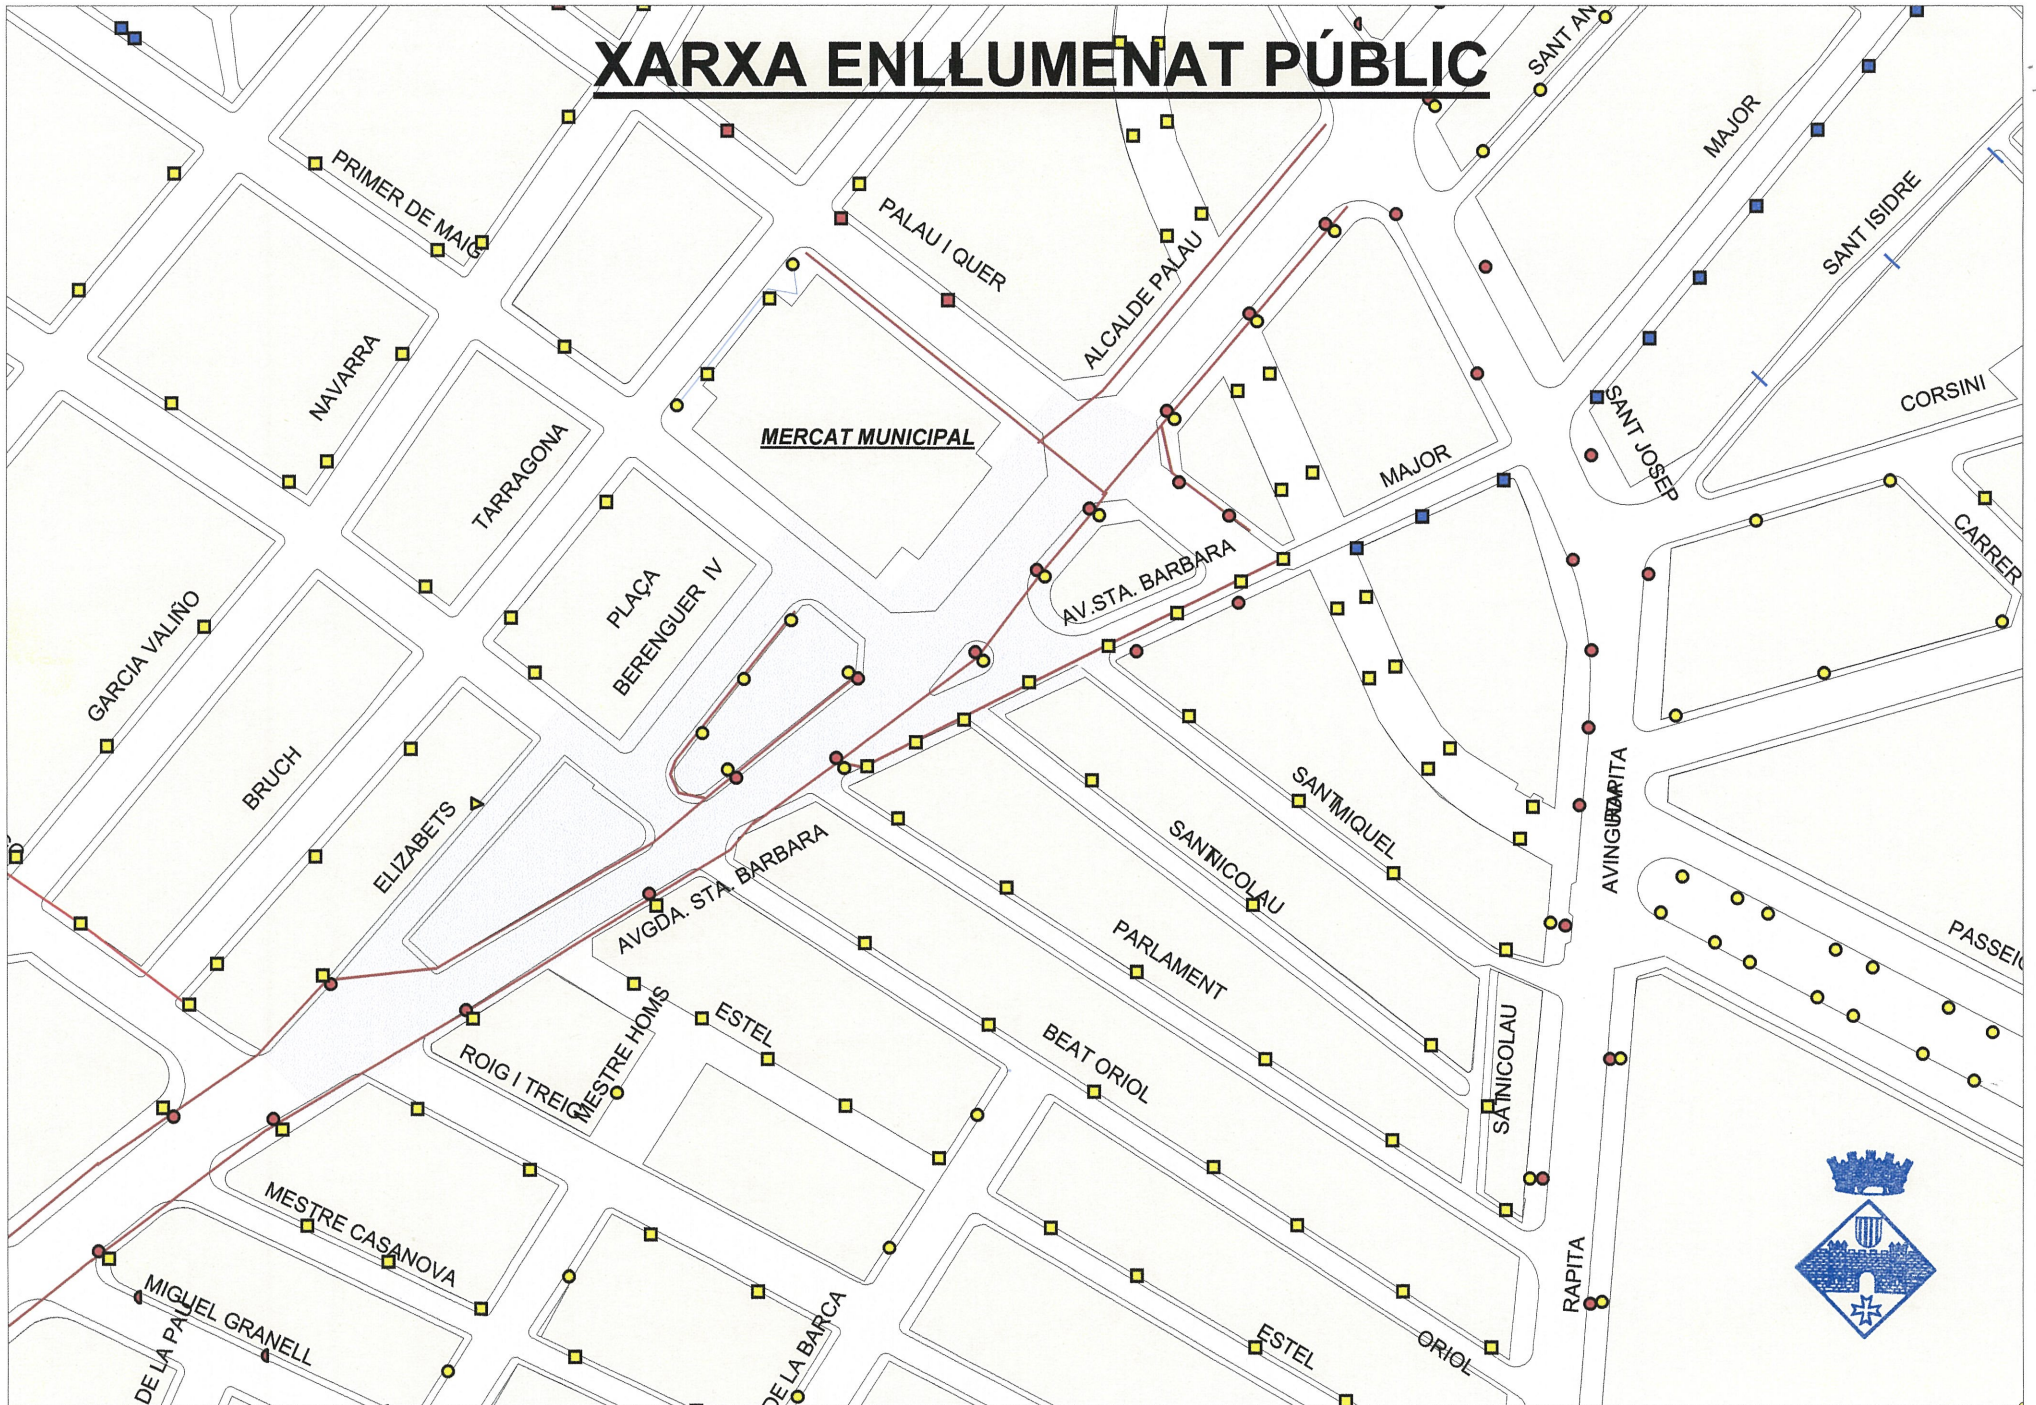 XARXA ENLLUMENAT PÚBLIC
SANT AN
MAJOR
PRIMER DE MAIG
PALAU I QUER
SANT ISIDRE
ALCALDE PALAU
NAVARRA
CORSINI
SANT JOSEP
MERCAT MUNICIPAL
TARRAGONA
MAJOR
CARRER
AV.STA. BARBARA
PLAÇA
BERENGUER IV
GARCIA VALIÑO
BRUCH
ELIZABETS
SANT MIQUEL
SANT NICOLAU
AVINGUDA
RAPITA
AVGDA. STA. BARBARA
PARLAMENT
PASSEIG
ESTEL
MESTRE HOMS
BEAT ORIOL
ROIG I TREIG
NICOLAU
MESTRE CASANOVA
RAPITA
MIGUEL GRANELL
DE LA PAU
DE LA BARCA
ESTEL
ORIOL